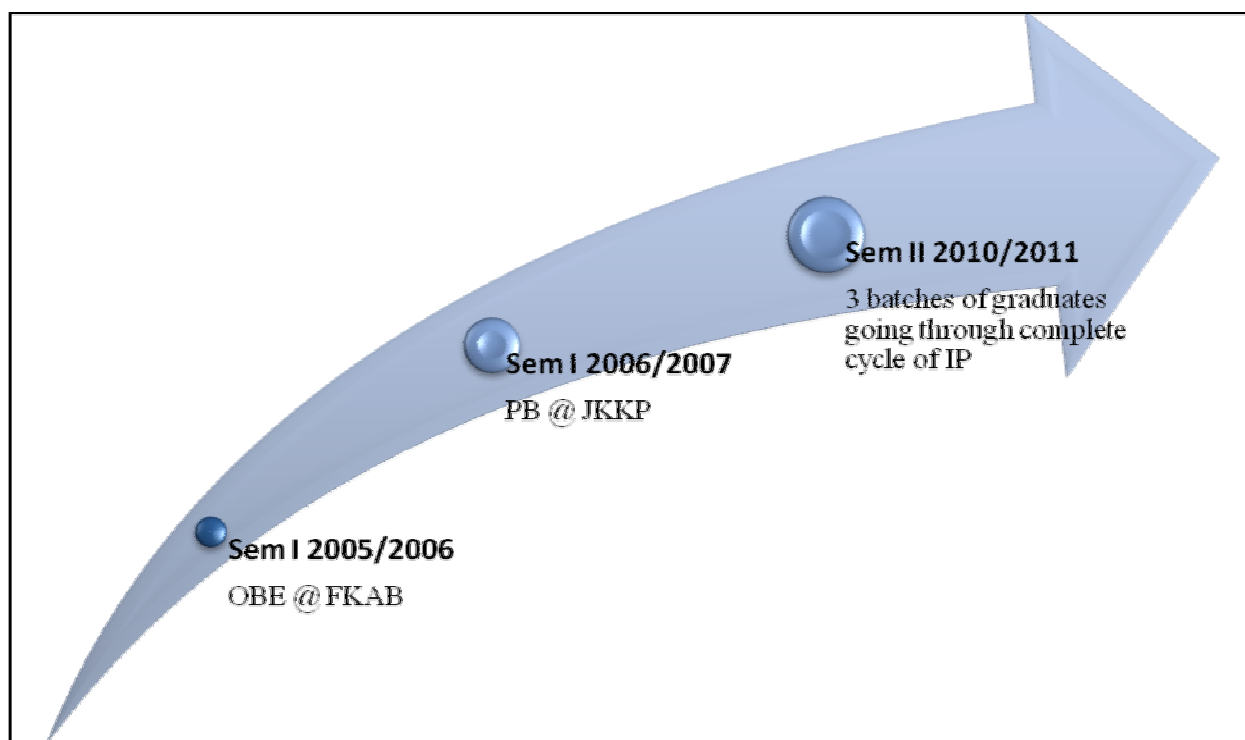 Sem II 2010/2011
3 batches of graduates
going through complete
cycle of IP
Sem I 2006/2007
PB @ JKKP
Sem I 2005/2006
OBE @ FKAB